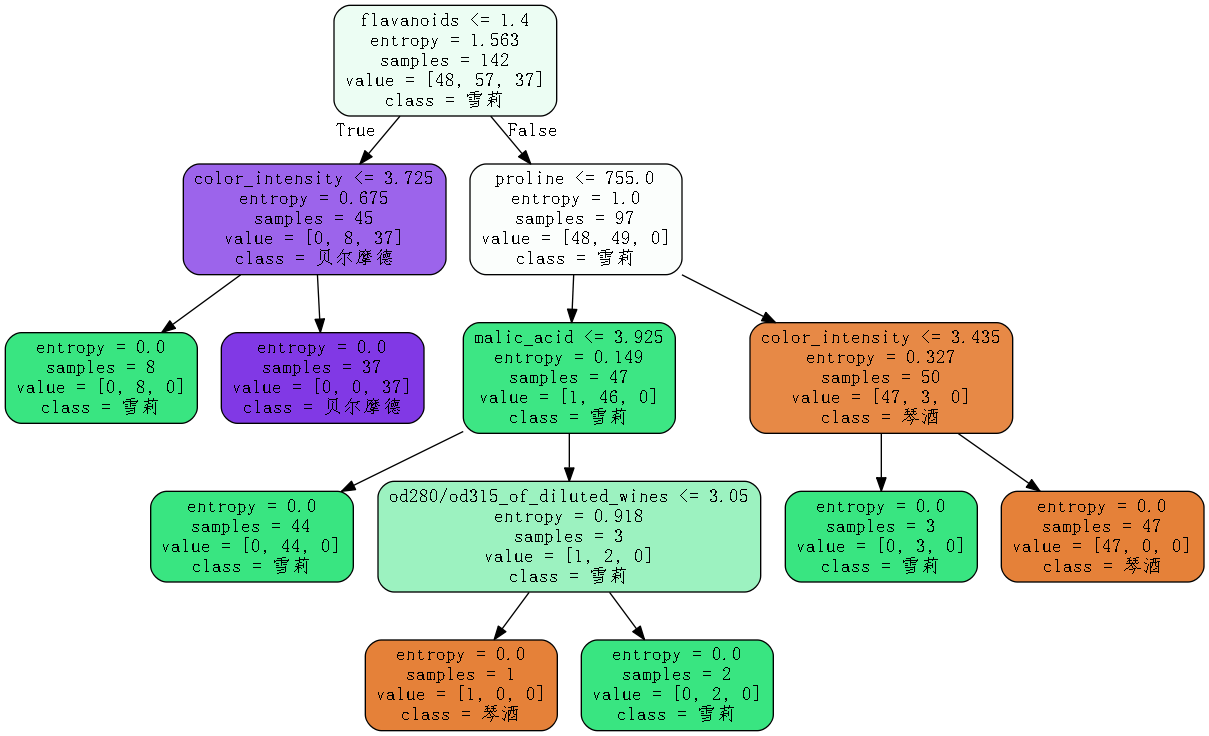 flavanoids <= 1.4
entropy = 1.563
samples = 142
value = [48, 57, 37]
class = 雪莉
True
False
color_intensity <= 3.725
entropy = 0.675
samples = 45
value = [0, 8, 37]
class = 贝尔摩德
proline <= 755.0
entropy = 1.0
samples = 97
value = [48, 49, 0]
class = 雪莉
entropy = 0.0
samples = 8
value = [0, 8, 0]
class = 雪莉
entropy = 0.0
samples = 37
value = [0, 0, 37]
class = 贝尔摩德
malic_acid <= 3.925
entropy = 0.149
samples = 47
value = [1, 46, 0]
class = 雪莉
color_intensity <= 3.435
entropy = 0.327
samples = 50
value = [47, 3, 0]
class = 琴酒
entropy = 0.0
samples = 44
value = [0, 44, 0]
class = 雪莉
od280/od315_of_diluted_wines <= 3.05
entropy = 0.918
samples = 3
value = [1, 2, 0]
class = 雪莉
entropy = 0.0
samples = 3
value = [0, 3, 0]
class = 雪莉
entropy = 0.0
samples = 47
value = [47, 0, 0]
class = 琴酒
entropy = 0.0
samples = 1
value = [1, 0, 0]
class = 琴酒
entropy = 0.0
samples = 2
value = [0, 2, 0]
class = 雪莉